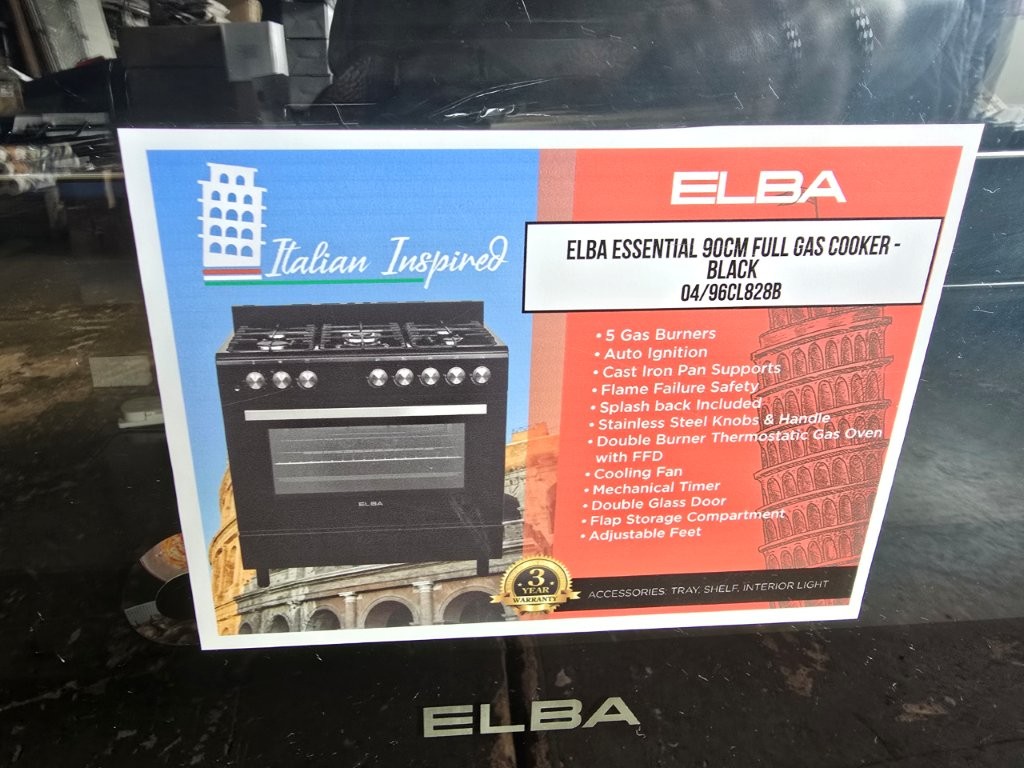 Italian Inspired
ELBA
ELBA ESSENTIAL 90CM FULL GAS COOKER -
BLACK
04/96CL828B
• 5 Gas Burners
• Auto Ignition
• Cast Iron Pan Supports
• Flame Failure Safety
• Splash back Included
• Stainless Steel Knobs & Handle
• Double Burner Thermostatic Gas Oven
with FFD
• Cooling Fan
• Mechanical Timer
• Double Glass Door
• Flap Storage Compartment
• Adjustable Feet
ELBA
3
YEAR
WARRANTY
ACCESSORIES: TRAY, SHELF, INTERIOR LIGHT
ELBA